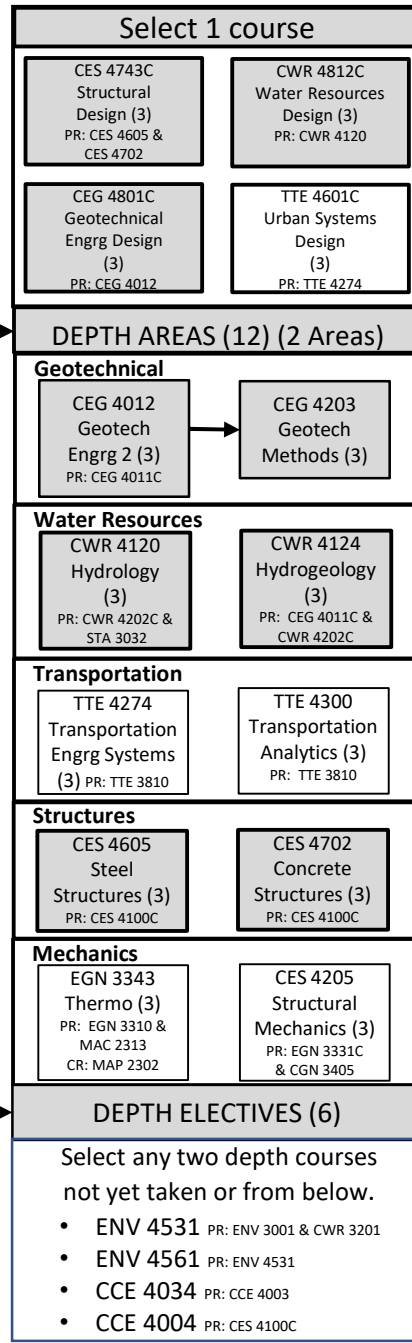 Select 1 course
CES 4743C
Structural
Design (3)
PR: CES 4605 &
CES 4702
CWR 4812C
Water Resources
Design (3)
PR: CWR 4120
CEG 4801C
Geotechnical
Engrg Design
(3)
PR: CEG 4012
TTE 4601C
Urban Systems
Design
(3)
PR: TTE 4274
DEPTH AREAS (12) (2 Areas)
Geotechnical
CEG 4012
Geotech
Engrg 2 (3)
PR: CEG 4011C
CEG 4203
Geotech
Methods (3)
Water Resources
CWR 4120
Hydrology
(3)
PR: CWR 4202C &
STA 3032
CWR 4124
Hydrogeology
(3)
PR: CEG 4011C &
CWR 4202C
Transportation
TTE 4274
Transportation
Engrg Systems
(3) PR: TTE 3810
TTE 4300
Transportation
Analytics (3)
PR: TTE 3810
Structures
CES 4605
Steel
Structures (3)
PR: CES 4100C
CES 4702
Concrete
Structures (3)
PR: CES 4100C
Mechanics
EGN 3343
Thermo (3)
PR: EGN 3310 &
MAC 2313
CR: MAP 2302
CES 4205
Structural
Mechanics (3)
PR: EGN 3331C
& CGN 3405
DEPTH ELECTIVES (6)
Select any two depth courses
not yet taken or from below.
• ENV 4531 PR: ENV 3001 & CWR 3201
• ENV 4561 PR: ENV 4531
• CCE 4034 PR: CCE 4003
• CCE 4004 PR: CES 4100C